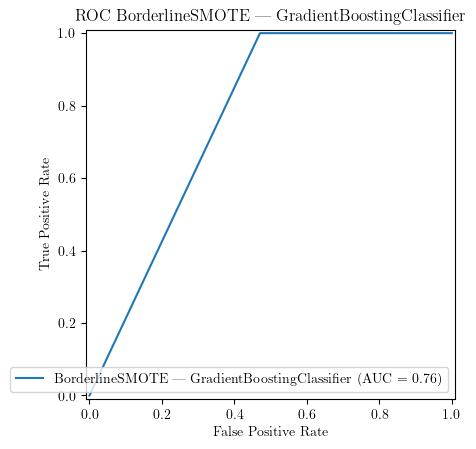 ROC BorderlineSMOTE — GradientBoostingClassifier
1.0
0.8
0.6
0.4
0.2
0.0
True Positive Rate
BorderlineSMOTE — GradientBoostingClassifier (AUC = 0.76)
0.0 0.2 0.4 0.6 0.8 1.0
False Positive Rate